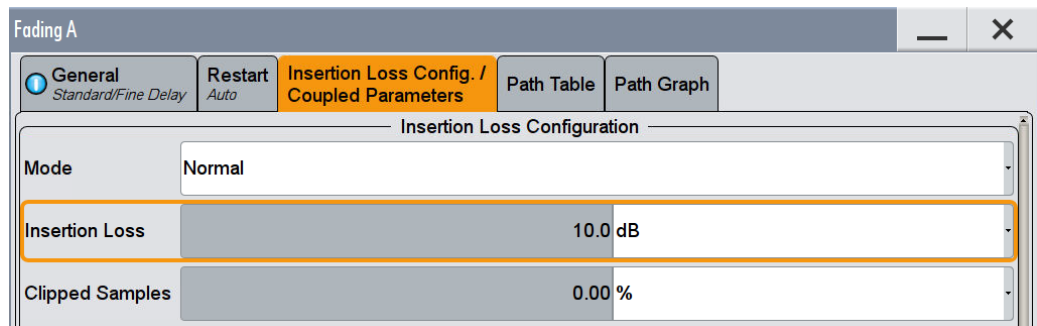 Fading A
General
Standard/Fine Delay
Restart
Auto
Insertion Loss Config. /
Coupled Parameters
Path Table
Path Graph
Insertion Loss Configuration
Mode Normal
Insertion Loss 10.0 dB
Clipped Samples 0.00 %